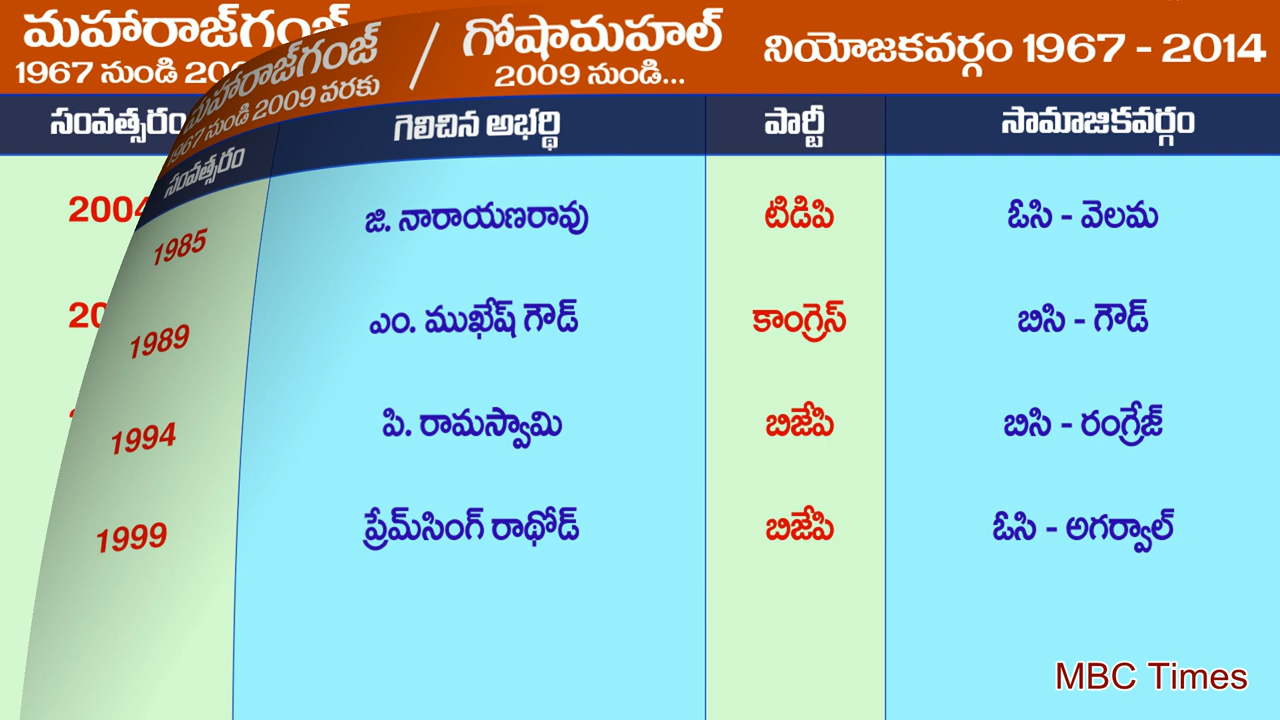 మహారాజ్‌గంజ్ / గోషామహల్ నియోజకవర్గం 1967 - 2014
1967 నుండి 2009 వరకు 2009 నుండి...
మహారాజ్‌గంజ్
1967 నుండి 20
సంవత్సరం గెలిచిన అభ్యర్థి పార్టీ సామాజికవర్గం
సంవత్సరం
2004
1985 జి. నారాయణరావు టిడిపి ఓసి - వెలమ
20
1989 ఎం. ముఖేష్ గౌడ్ కాంగ్రెస్ బిసి - గౌడ్
1994 పి. రామస్వామి బిజేపి బిసి - రంగ్రేజ్
1999 ప్రేమ్‌సింగ్ రాథోడ్ బిజేపి ఓసి - అగర్వాల్
MBC Times